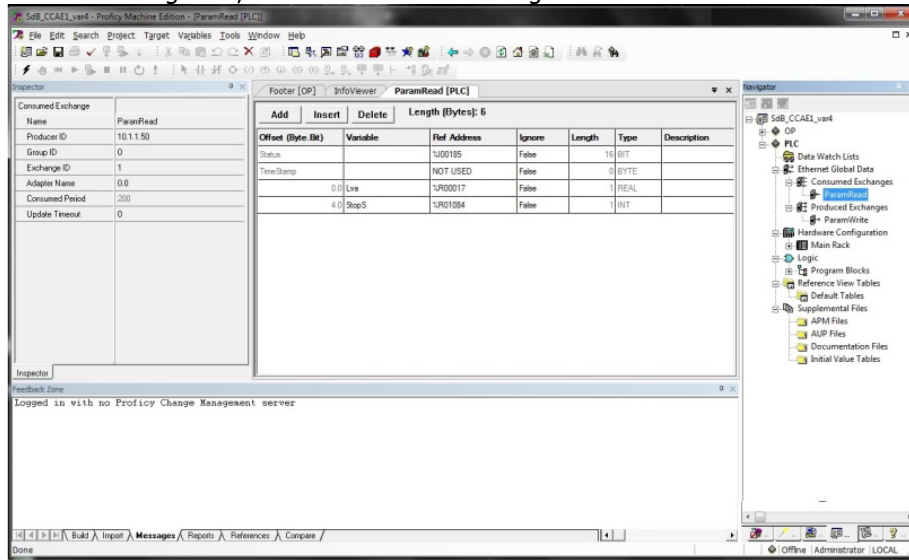 SdB_CCAE1_var4 - Proficy Machine Edition - [ParamRead [PLC]]
File Edit Search Project Target Variables Tools Window Help
Inspector
Consumed Exchange
Name ParamRead
Producer ID 10.1.1.50
Group ID 0
Exchange ID 1
Adapter Name 0.0
Consumed Period 200
Update Timeout 0
Inspector
Footer [OP] InfoViewer ParamRead [PLC]
Add Insert Delete Length (Bytes): 6
Offset (Byte.Bit) Variable Ref Address Ignore Length Type Description
Status %I00185 False 16 BIT
TimeStamp NOT USED False 0 BYTE
0.0 Lva %R00017 False 1 REAL
4.0 StopS %R01084 False 1 INT
Navigator
SdB_CCAE1_var4
OP
PLC
Data Watch Lists
Ethernet Global Data
Consumed Exchanges
ParamRead
Produced Exchanges
ParamWrite
Hardware Configuration
Main Rack
Logic
Program Blocks
Reference View Tables
Default Tables
Supplemental Files
APM Files
AUP Files
Documentation Files
Initial Value Tables
Feedback Zone
Logged in with no Proficy Change Management server
Build Import Messages Reports References Compare
Done
Offline Administrator LOCAL